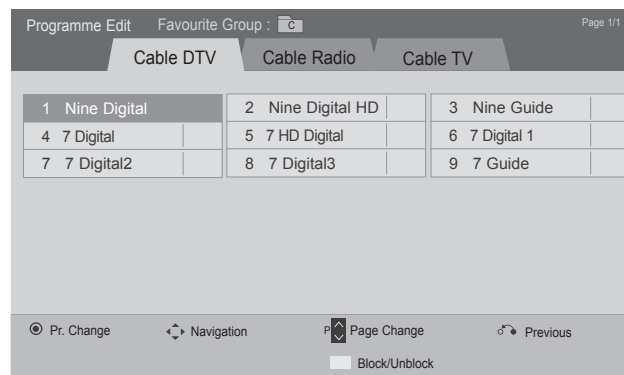 Programme Edit Favourite Group : C Page 1/1
Cable DTV Cable Radio Cable TV
1 Nine Digital 2 Nine Digital HD 3 Nine Guide
4 7 Digital 5 7 HD Digital 6 7 Digital 1
7 7 Digital2 8 7 Digital3 9 7 Guide
Pr. Change Navigation P Page Change Previous
Block/Unblock